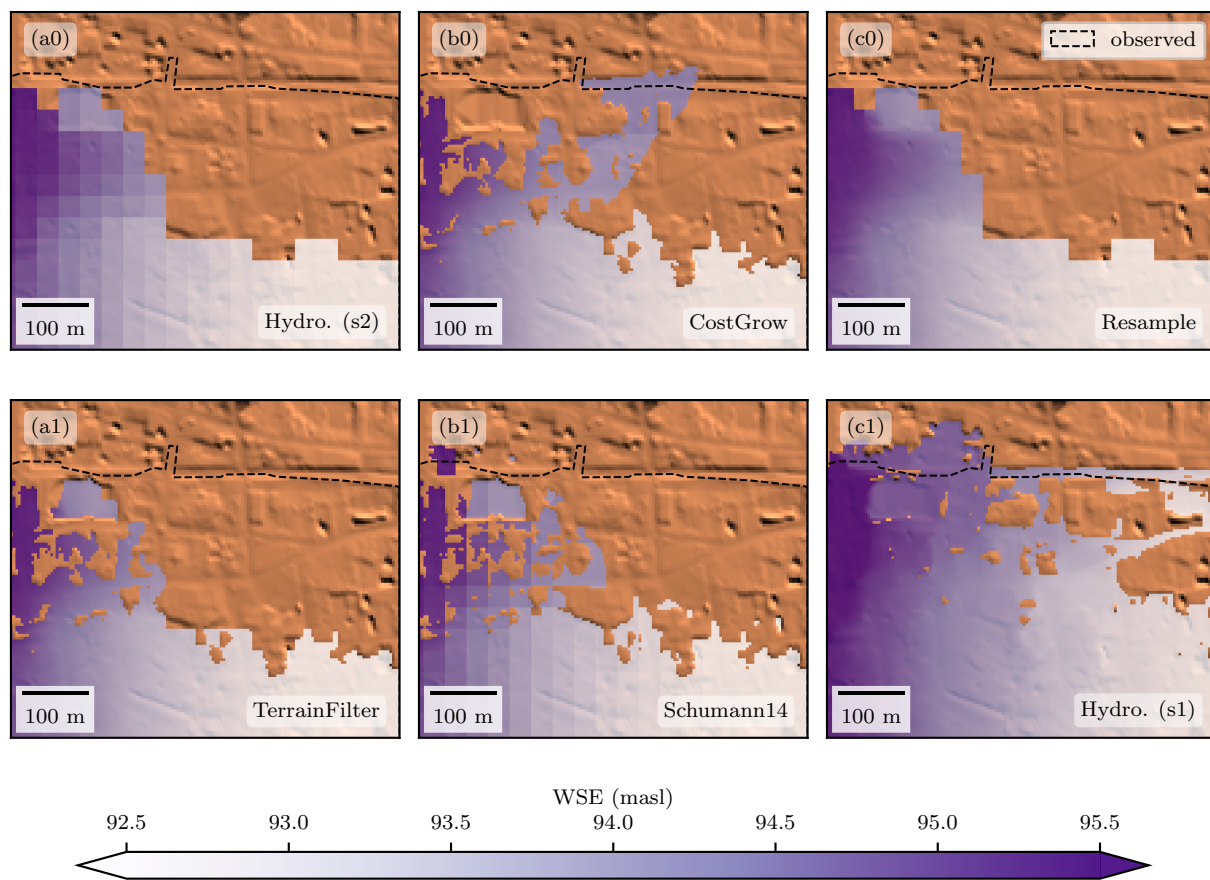 (a0)
(b0)
(c0)
observed
100 m
Hydro. (s2)
100 m
CostGrow
100 m
Resample
(a1)
(b1)
(c1)
100 m
TerrainFilter
100 m
Schumann14
100 m
Hydro. (s1)
WSE (masl)
92.5 93.0 93.5 94.0 94.5 95.0 95.5